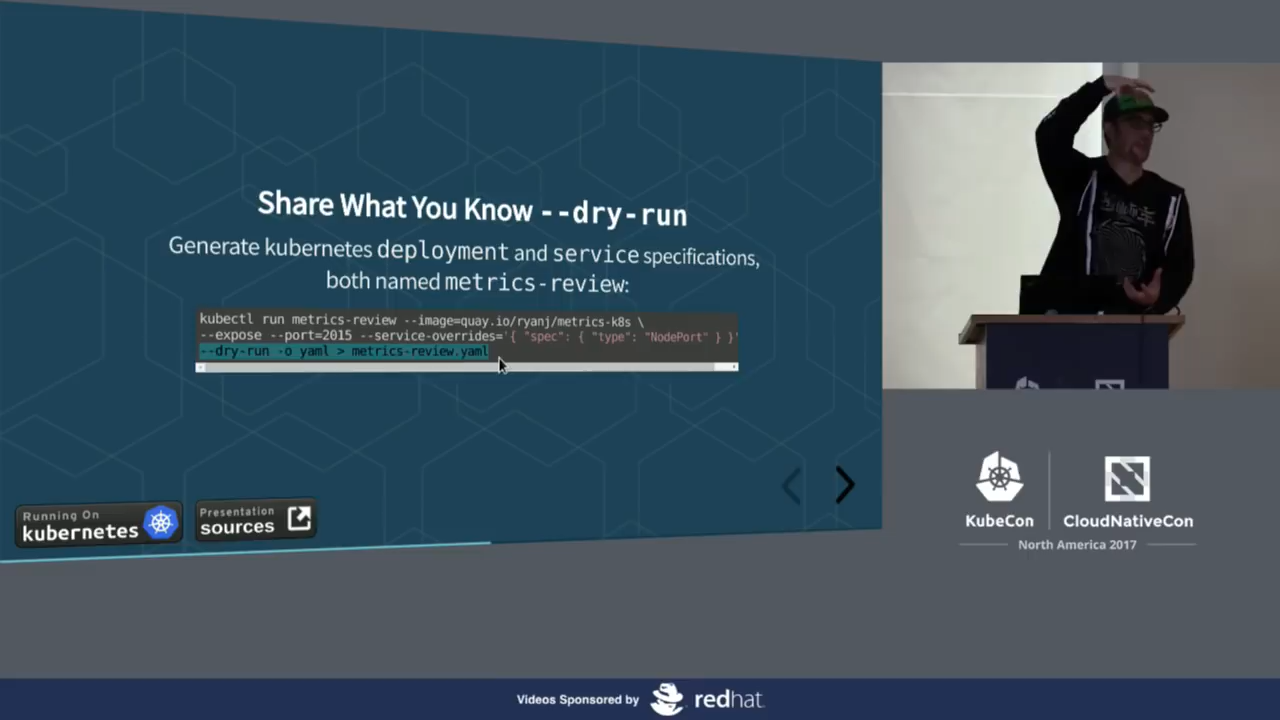 Share What You Know --dry-run
Generate kubernetes deployment and service specifications,
both named metrics-review:
kubectl run metrics-review --image=quay.io/ryanj/metrics-k8s \
--expose --port=2015 --service-overrides='{ "spec": { "type": "NodePort" } }'
--dry-run -o yaml > metrics-review.yaml
Running On
kubernetes
Presentation
sources
KubeCon
CloudNativeCon
North America 2017
Videos Sponsored by
redhat.